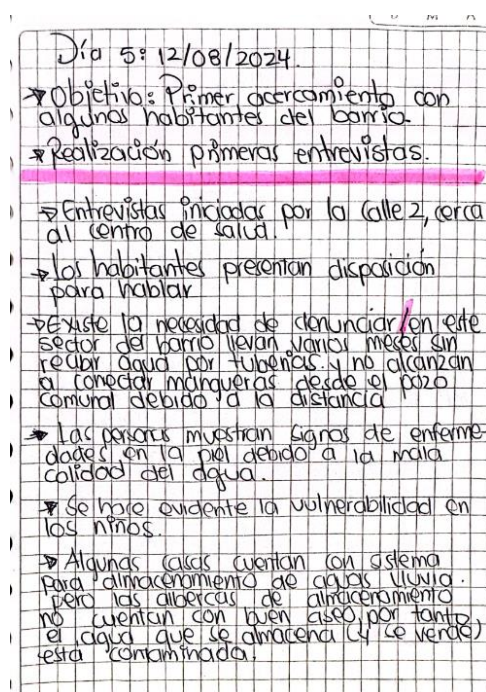 Día 5: 12/08/2024.
→ Objetivo: Primer acercamiento con
algunos habitantes del barrio.
→ Realización primeras entrevistas.
→ Entrevistas iniciadas por la calle 2, cerca
al centro de salud.
→ los habitantes presentan disposición
para hablar
→ Existe la necesidad de denunciar/en este
sector del barrio llevan varios meses sin
recibir agua por tuberías. y no alcanzan
a conectar mangueras desde el pozo
comunal debido a la distancia
→ Las personas muestran signos de enferme-
dades en la piel debido a la mala
calidad del agua.
→ Se hace evidente la vulnerabilidad en
los niños.
→ Algunas casas cuentan con sistema
para almacenamiento de aguas lluvia.
pero las albercas de almacenamiento
no cuentan con buen aseo, por tanto
el agua que se almacena (y se vende)
está contaminada.